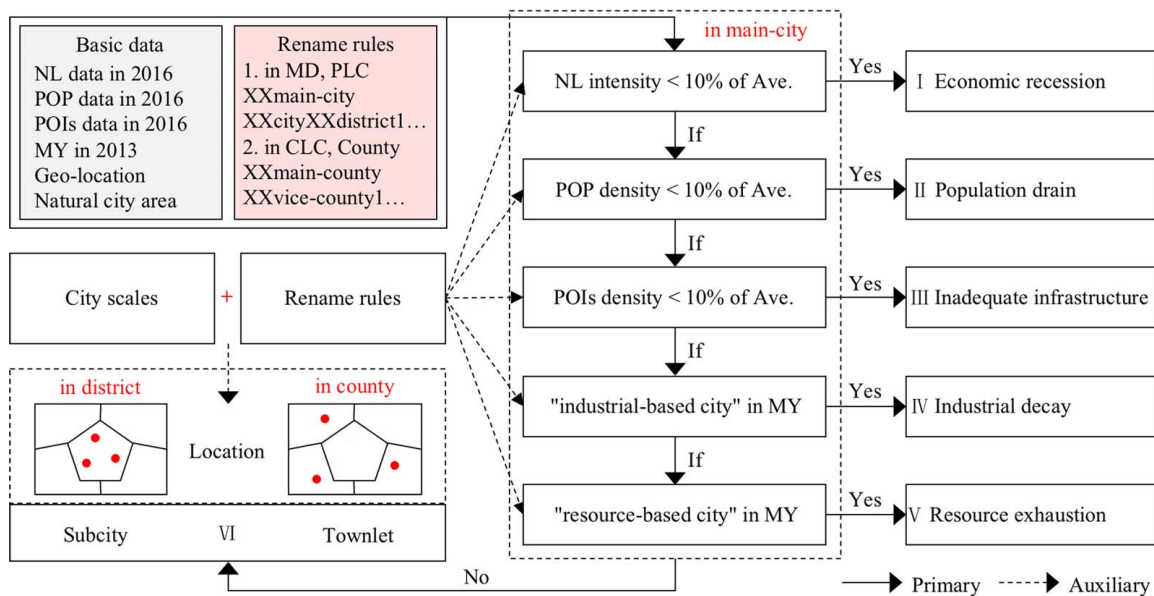 Basic data
NL data in 2016
POP data in 2016
POIs data in 2016
MY in 2013
Geo-location
Natural city area
Rename rules
1. in MD, PLC
XXmain-city
XXcityXXdistrict1…
2. in CLC, County
XXmain-county
XXvice-county1…
City scales
+
Rename rules
in district
in county
Location
Subcity
Ⅵ
Townlet
in main-city
NL intensity < 10% of Ave.
Yes
Ⅰ Economic recession
If
POP density < 10% of Ave.
Yes
Ⅱ Population drain
If
POIs density < 10% of Ave.
Yes
Ⅲ Inadequate infrastructure
If
"industrial-based city" in MY
Yes
Ⅳ Industrial decay
If
"resource-based city" in MY
Yes
Ⅴ Resource exhaustion
No
Primary
Auxiliary